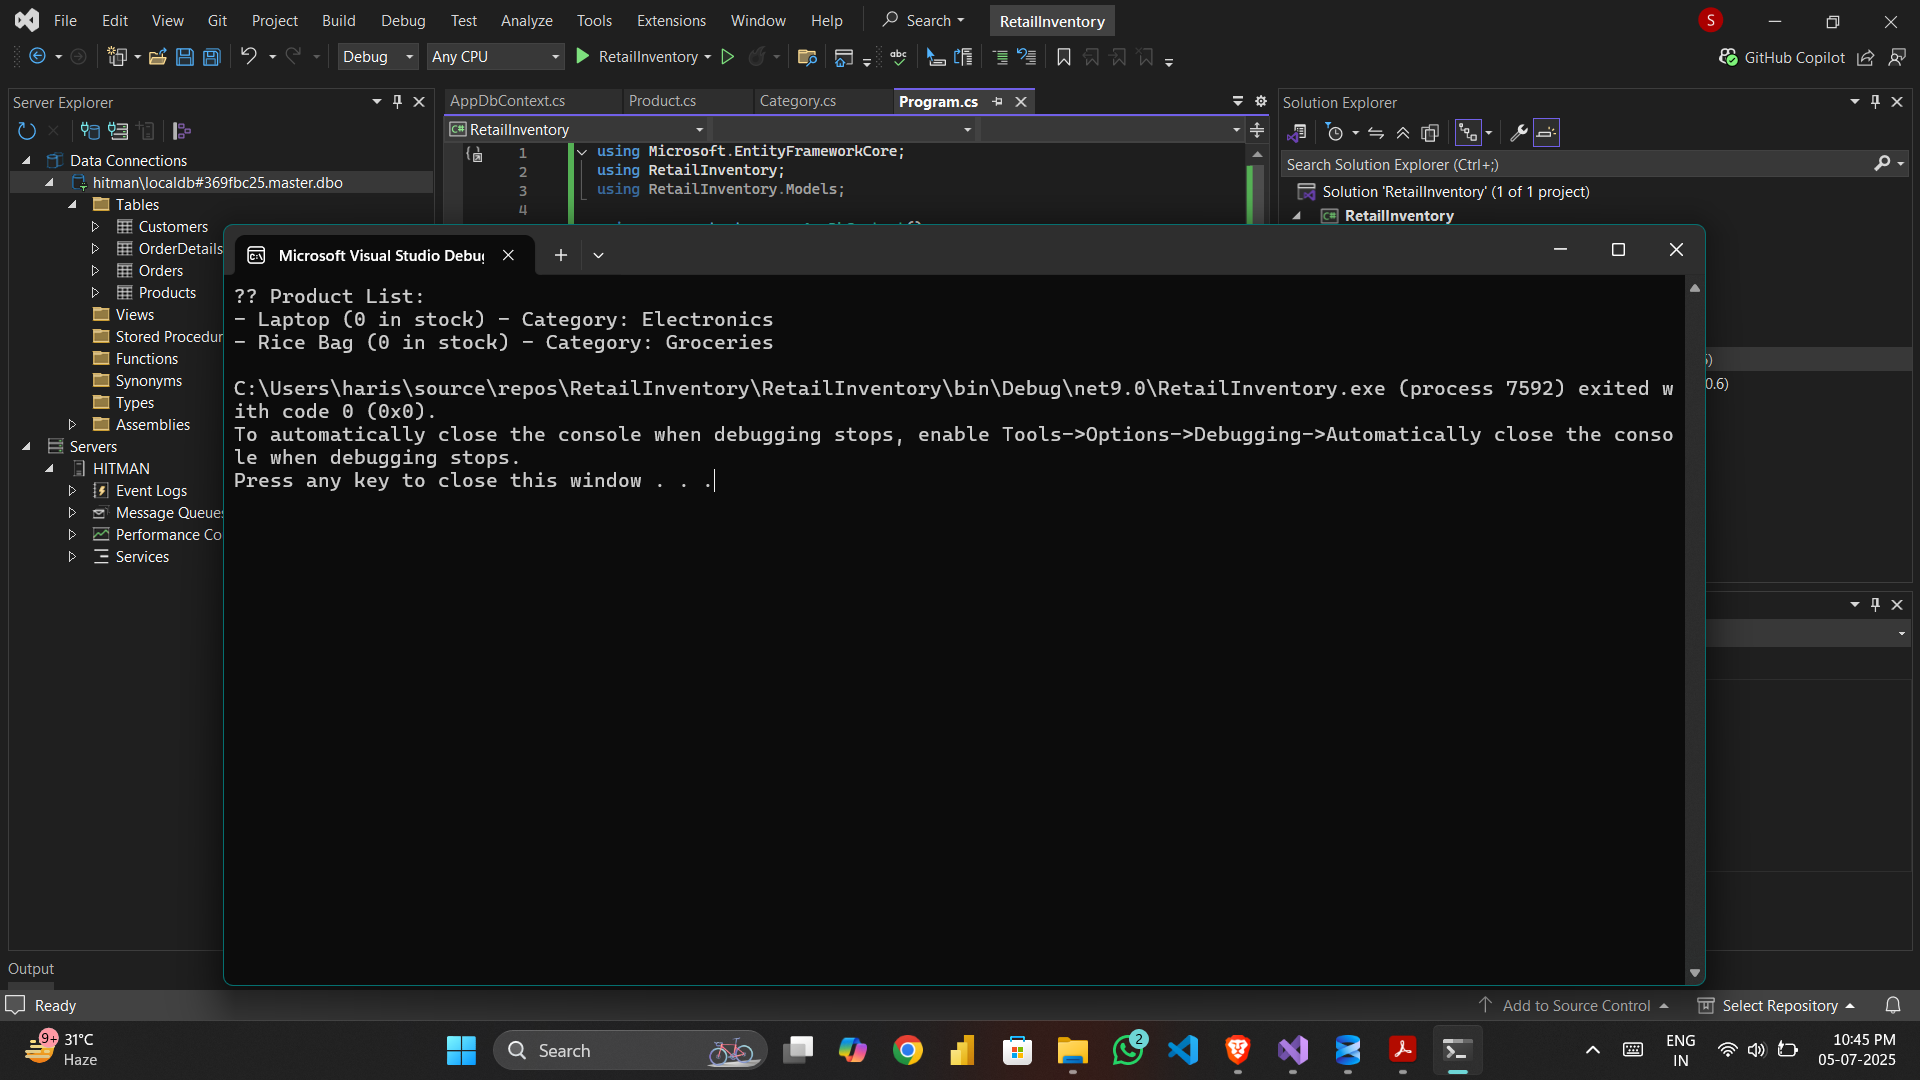 File Edit View Git Project Build Debug Test Analyze Tools Extensions Window Help Search RetailInventory S
Debug Any CPU RetailInventory abc GitHub Copilot
Server Explorer
Data Connections
hitman\localdb#369fbc25.master.dbo
Tables
Customers
OrderDetails
Orders
Products
Views
Stored Procedur
Functions
Synonyms
Types
Assemblies
Servers
HITMAN
Event Logs
Message Queues
Performance Co
Services
AppDbContext.cs Product.cs Category.cs Program.cs
C# RetailInventory
1 using Microsoft.EntityFrameworkCore;
2 using RetailInventory;
3 using RetailInventory.Models;
4
Solution Explorer
Search Solution Explorer (Ctrl+;)
Solution 'RetailInventory' (1 of 1 project)
C# RetailInventory
0.6)
Microsoft Visual Studio Debug
?? Product List:
- Laptop (0 in stock) - Category: Electronics
- Rice Bag (0 in stock) - Category: Groceries
C:\Users\haris\source\repos\RetailInventory\RetailInventory\bin\Debug\net9.0\RetailInventory.exe (process 7592) exited w
ith code 0 (0x0).
To automatically close the console when debugging stops, enable Tools->Options->Debugging->Automatically close the conso
le when debugging stops.
Press any key to close this window . . .
Output
Ready Add to Source Control Select Repository
9+ 31°C
Haze
Search
2
ENG
IN
10:45 PM
05-07-2025